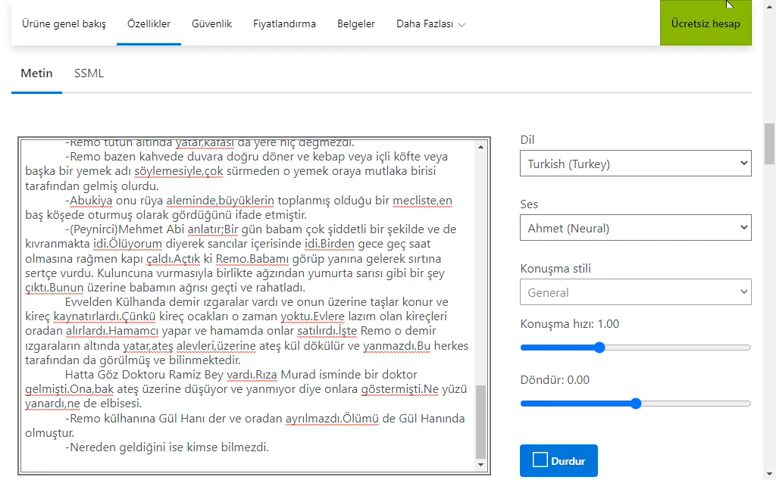 Ürüne genel bakış
Özellikler
Güvenlik
Fiyatlandırma
Belgeler
Daha Fazlası
Ücretsiz hesap
Metin
SSML
-Remo tütün altında yatar,kafası da yere hiç değmezdi.
-Remo bazen kahvede duvara doğru döner ve kebap veya içli köfte veya
başka bir yemek adı söylemesiyle,çok sürmeden o yemek oraya mutlaka birisi
tarafından gelmiş olurdu.
-Abukiya onu rüya aleminde,büyüklerin toplanmış olduğu bir mecliste,en
baş köşede oturmuş olarak gördüğünü ifade etmiştir.
-(Peynirci)Mehmet Abi anlatır;Bir gün babam çok şiddetli bir şekilde ve de
kıvranmakta idi.Ölüyorum diyerek sancılar içerisinde idi.Birden gece geç saat
olmasına rağmen kapı çaldı.Açtık ki Remo.Babamı görüp yanına gelerek sırtına
sertçe vurdu. Kuluncuna vurmasıyla birlikte ağzından yumurta sarısı gibi bir şey
çıktı.Bunun üzerine babamın ağrısı geçti ve rahatladı.
Evvelden Külhanda demir ızgaralar vardı ve onun üzerine taşlar konur ve
kireç kaynatırlardı.Çünkü kireç ocakları o zaman yoktu.Evlere lazım olan kireçleri
oradan alırlardı.Hamamcı yapar ve hamamda onlar satılırdı.İşte Remo o demir
ızgaraların altında yatar,ateş alevleri,üzerine ateş kül dökülür ve yanmazdı.Bu herkes
tarafından da görülmüş ve bilinmektedir.
Hatta Göz Doktoru Ramiz Bey vardı.Rıza Murad isminde bir doktor
gelmişti.Ona,bak ateş üzerine düşüyor ve yanmıyor diye onlara göstermişti.Ne yüzü
yanardı,ne de elbisesi.
-Remo külhanına Gül Hanı der ve oradan ayrılmazdı.Ölümü de Gül Hanında
olmuştur.
-Nereden geldiğini ise kimse bilmezdi.
Dil
Turkish (Turkey)
Ses
Ahmet (Neural)
Konuşma stili
General
Konuşma hızı: 1.00
Döndür: 0.00
Durdur